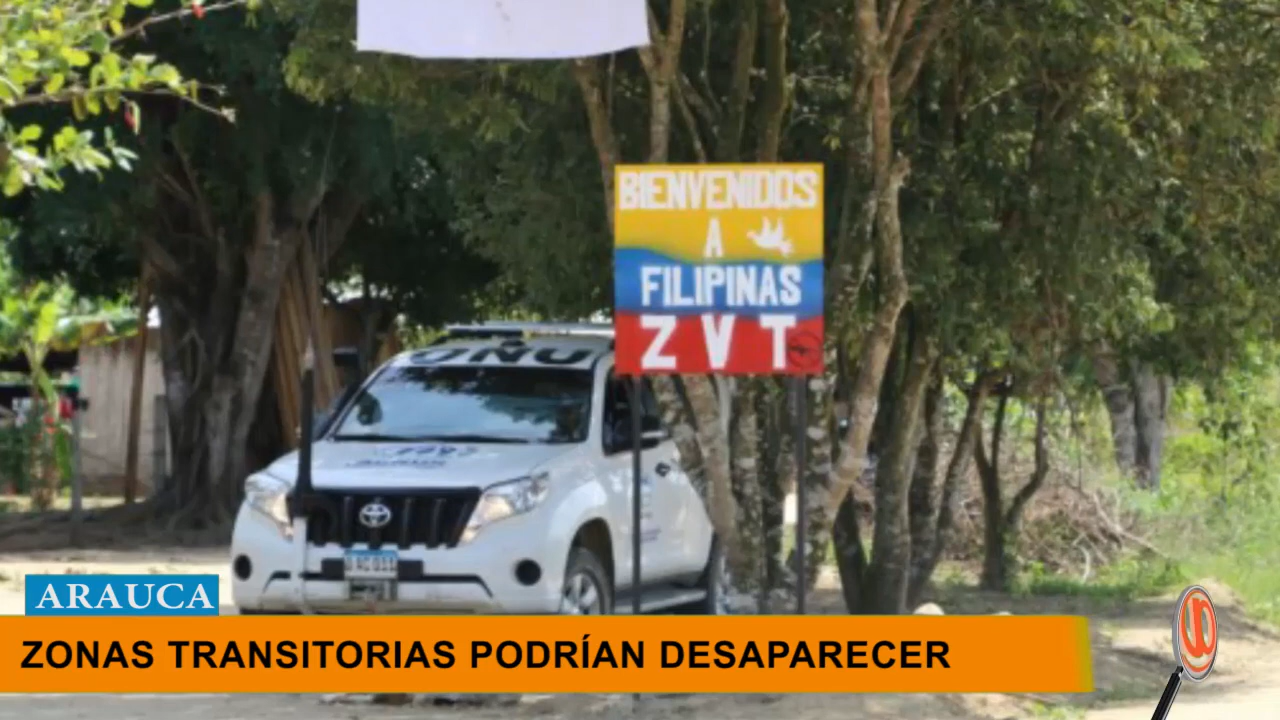 BIENVENIDOS
A
FILIPINAS
ZVT
ONU
ARAUCA
ZONAS TRANSITORIAS PODRÍAN DESAPARECER